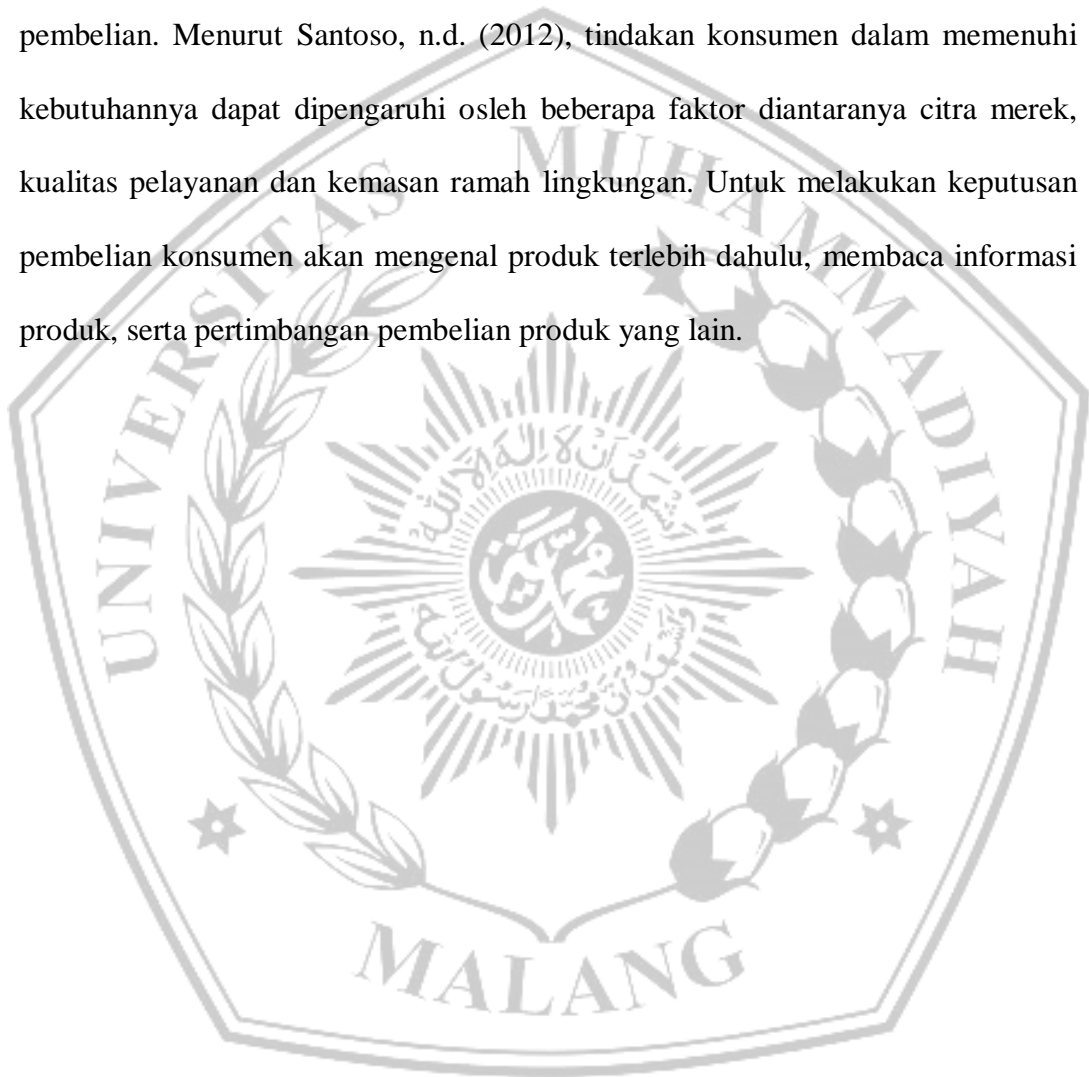 pembelian. Menurut Santoso, n.d. (2012), tindakan konsumen dalam memenuhi
kebutuhannya dapat dipengaruhi osleh beberapa faktor diantaranya citra merek,
kualitas pelayanan dan kemasan ramah lingkungan. Untuk melakukan keputusan
pembelian konsumen akan mengenal produk terlebih dahulu, membaca informasi
produk, serta pertimbangan pembelian produk yang lain.
UNIVERSITAS MUHAMMADIYAH
MALANG